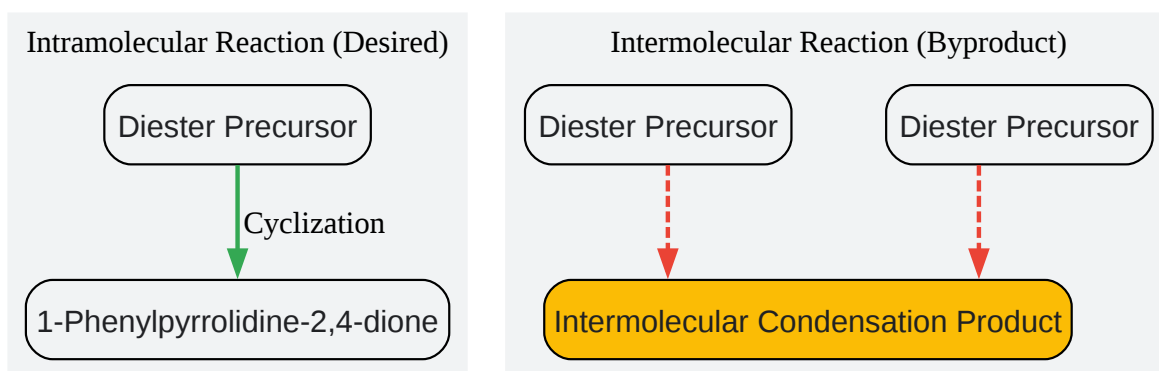 Intramolecular Reaction (Desired)
Diester Precursor
Cyclization
1-Phenylpyrrolidine-2,4-dione
Intermolecular Reaction (Byproduct)
Diester Precursor
Diester Precursor
Intermolecular Condensation Product